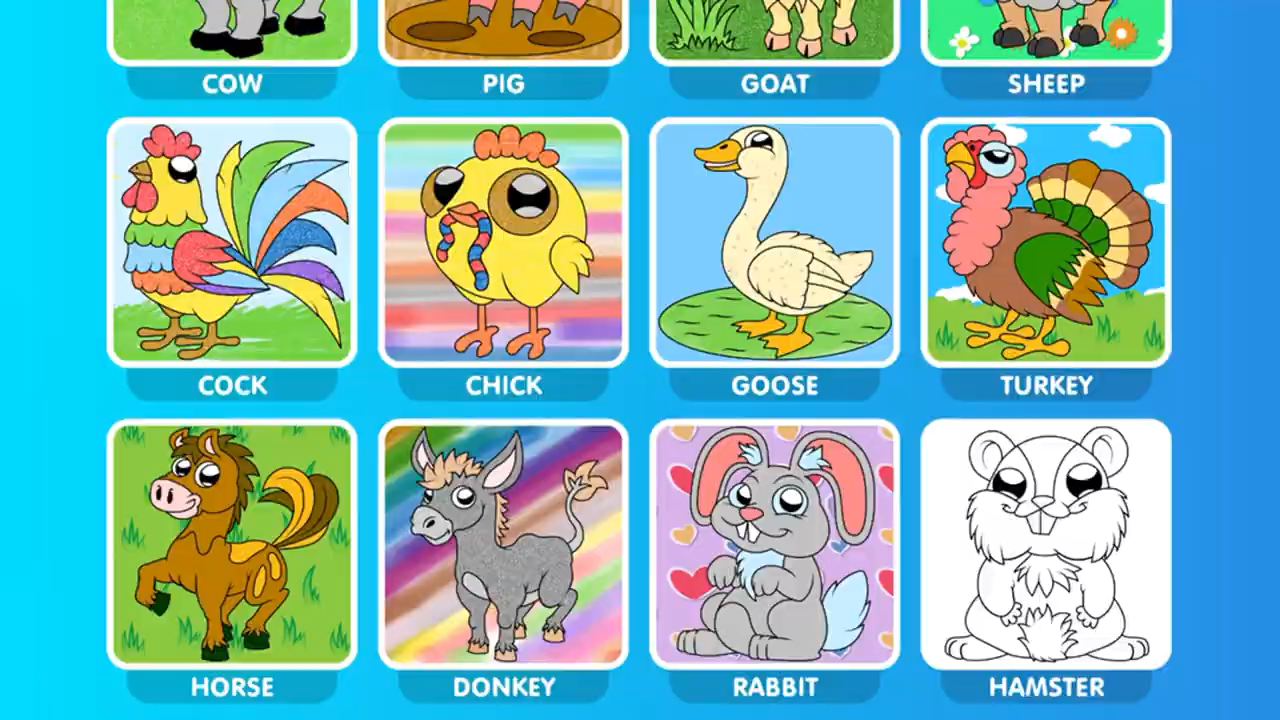 COW
PIG
GOAT
SHEEP
COCK
CHICK
GOOSE
TURKEY
HORSE
DONKEY
RABBIT
HAMSTER